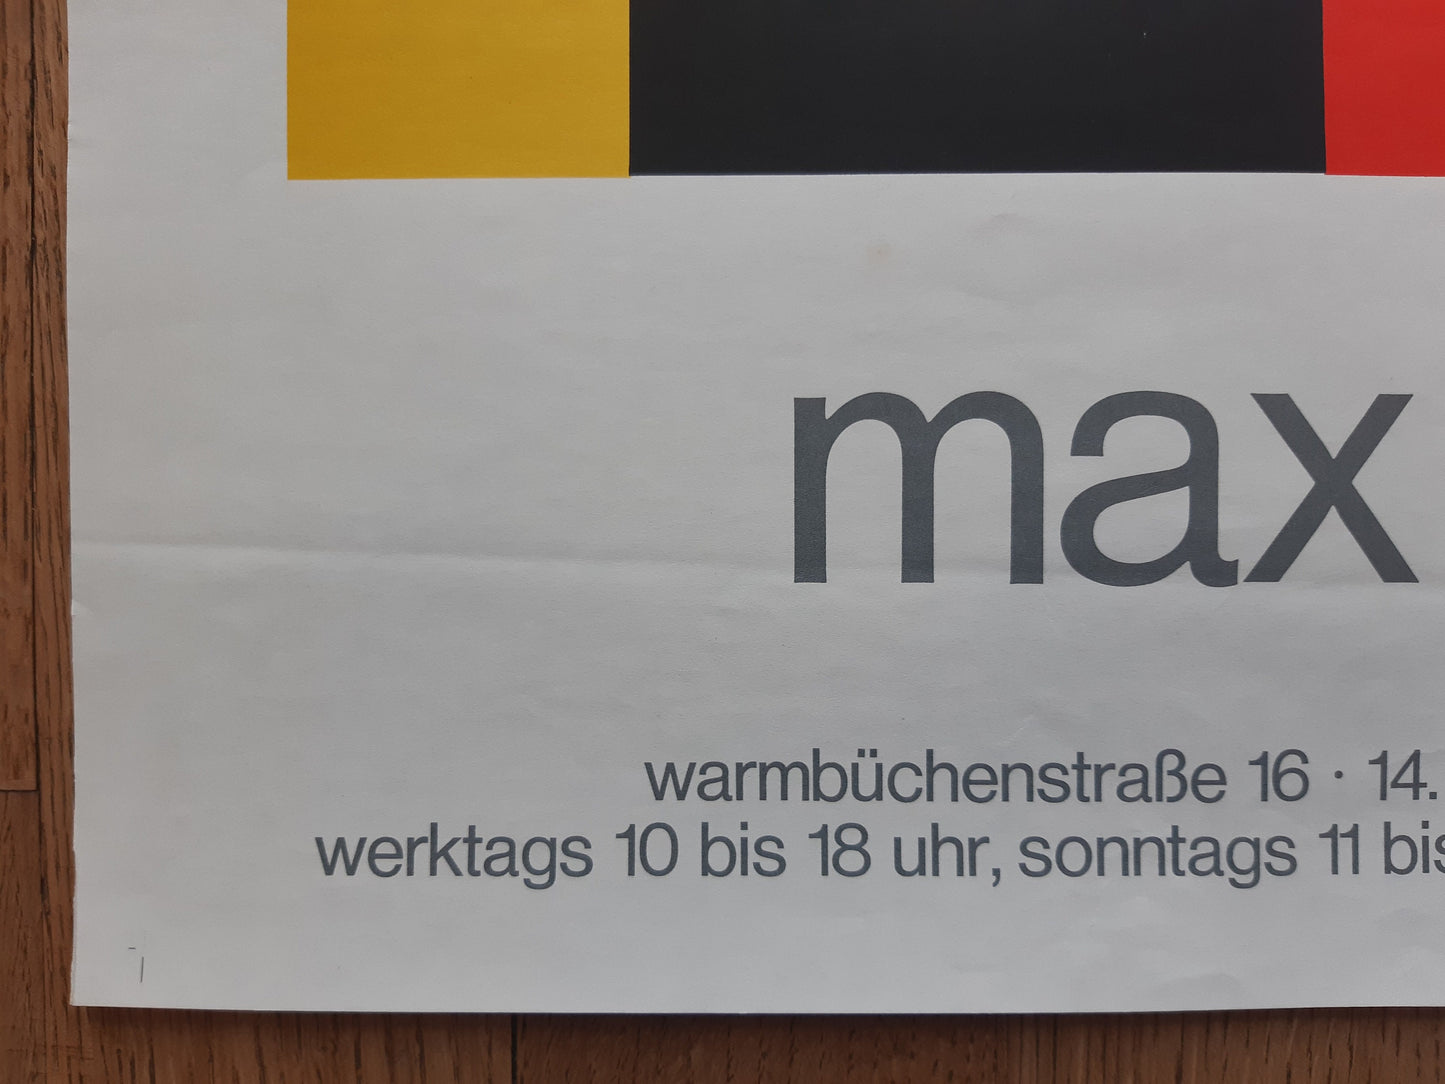 max
warmbüchenstraße 16 · 14.
werktags 10 bis 18 uhr, sonntags 11 bis